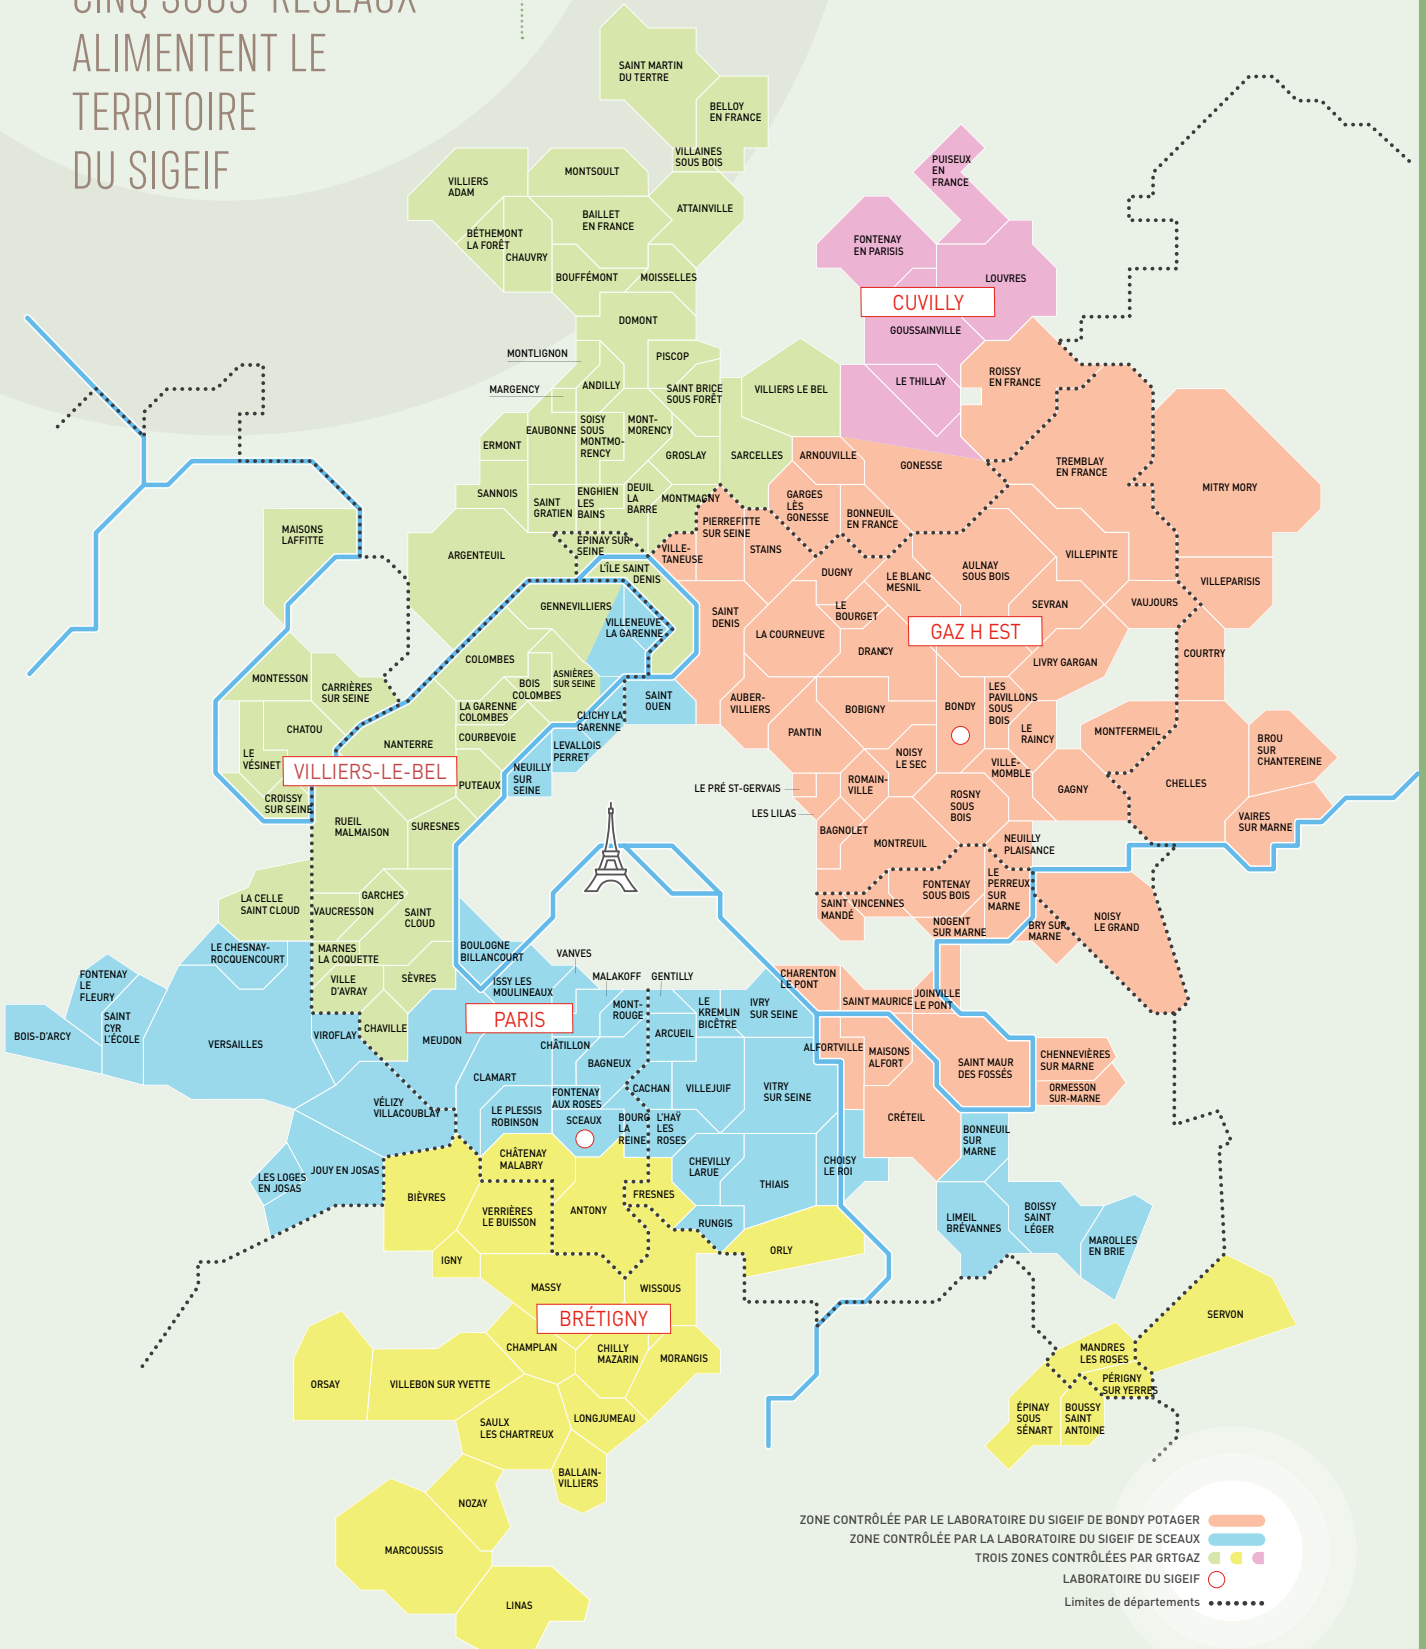 CINQ SOUS-RÉSEAUX
ALIMENTENT LE
TERRITOIRE
DU SIGEIF
SAINT MARTIN
DU TERTRE
BELLOY
EN FRANCE
VILLAINES
SOUS BOIS
MONTSOULT
VILLIERS
ADAM
BAILLET
EN FRANCE
ATTAINVILLE
BÉTHEMONT
LA FORÊT
CHAUVRY
BOUFFÉMONT
MOISSELLES
DOMONT
MONTLIGNON
PISCOP
MARGENCY
ANDILLY
SAINT BRICE
SOUS FORÊT
VILLIERS LE BEL
EAUBONNE
SOISY
SOUS
MONTMO-
RENCY
MONT-
MORENCY
ERMONT
GROSLAY
SARCELLES
SANNOIS
SAINT
GRATIEN
ENGHIEN
LES
BAINS
DEUIL
LA
BARRE
MONTMAGNY
MAISONS
LAFFITTE
ARGENTEUIL
ÉPINAY SUR
SEINE
L'ÎLE SAINT
DENIS
GENNEVILLIERS
VILLENEUVE
LA GARENNE
COLOMBES
BOIS
COLOMBES
ASNIÈRES
SUR SEINE
MONTESSON
CARRIÈRES
SUR SEINE
LA GARENNE
COLOMBES
CLICHY LA
GARENNE
SAINT
OUEN
CHATOU
NANTERRE
COURBEVOIE
LEVALLOIS
PERRET
LE
VÉSINET
VILLIERS-LE-BEL
PUTEAUX
NEUILLY
SUR
SEINE
CROISSY
SUR SEINE
RUEIL
MALMAISON
SURESNES
PUISEUX
EN
FRANCE
FONTENAY
EN PARISIS
LOUVRES
CUVILLY
GOUSSAINVILLE
LE THILLAY
ROISSY
EN FRANCE
ARNOUVILLE
GONESSE
TREMBLAY
EN FRANCE
MITRY MORY
GARGES
LÈS
GONESSE
BONNEUIL
EN FRANCE
PIERREFITTE
SUR SEINE
STAINS
VILLE-
TANEUSE
DUGNY
LE BLANC
MESNIL
AULNAY
SOUS BOIS
VILLEPINTE
VILLEPARISIS
SAINT
DENIS
LE
BOURGET
SEVRAN
VAUJOURS
LA COURNEUVE
GAZ H EST
DRANCY
LIVRY GARGAN
COURTRY
AUBER-
VILLIERS
BOBIGNY
BONDY
LES
PAVILLONS
SOUS
BOIS
LE
RAINCY
MONTFERMEIL
PANTIN
NOISY
LE SEC
VILLE-
MOMBLE
BROU
SUR
CHANTEREINE
LE PRÉ ST-GERVAIS
ROMAIN-
VILLE
GAGNY
CHELLES
LES LILAS
ROSNY
SOUS
BOIS
VAIRES
SUR MARNE
BAGNOLET
MONTREUIL
NEUILLY
PLAISANCE
FONTENAY
SOUS BOIS
LE
PERREUX
SUR
MARNE
SAINT
MANDÉ
VINCENNES
NOGENT
SUR MARNE
BRY SUR
MARNE
NOISY
LE GRAND
LA CELLE
SAINT CLOUD
VAUCRESSON
GARCHES
SAINT
CLOUD
LE CHESNAY-
ROCQUENCOURT
MARNES
LA COQUETTE
BOULOGNE
BILLANCOURT
VANVES
FONTENAY
LE
FLEURY
VILLE
D'AVRAY
SÈVRES
ISSY LES
MOULINEAUX
MALAKOFF
GENTILLY
CHARENTON
LE PONT
SAINT MAURICE
JOINVILLE
LE PONT
SAINT
CYR
L'ÉCOLE
PARIS
MONT-
ROUGE
LE
KREMLIN
BICÊTRE
IVRY
SUR SEINE
BOIS-D'ARCY
VERSAILLES
VIROFLAY
CHAVILLE
MEUDON
CHÂTILLON
ARCUEIL
ALFORTVILLE
MAISONS
ALFORT
SAINT MAUR
DES FOSSÉS
CHENNEVIÈRES
SUR MARNE
BAGNEUX
CLAMART
ORMESSON
SUR-MARNE
VÉLIZY
VILLACOUBLAY
FONTENAY
AUX ROSES
CACHAN
VILLEJUIF
VITRY
SUR SEINE
LE PLESSIS
ROBINSON
SCEAUX
BOURG
LA
REINE
L'HAŸ
LES
ROSES
CRÉTEIL
BONNEUIL
SUR
MARNE
LES LOGES
EN JOSAS
JOUY EN JOSAS
CHÂTENAY
MALABRY
CHEVILLY
LARUE
CHOISY
LE ROI
BIÈVRES
VERRIÈRES
LE BUISSON
ANTONY
FRESNES
THIAIS
RUNGIS
LIMEIL
BRÉVANNES
BOISSY
SAINT
LÉGER
MAROLLES
EN BRIE
IGNY
ORLY
MASSY
WISSOUS
BRÉTIGNY
SERVON
CHAMPLAN
CHILLY
MAZARIN
MORANGIS
MANDRES
LES ROSES
ORSAY
VILLEBON SUR YVETTE
PÉRIGNY
SUR YERRES
SAULX
LES CHARTREUX
LONGJUMEAU
ÉPINAY
SOUS
SÉNART
BOUSSY
SAINT
ANTOINE
BALLAIN-
VILLIERS
NOZAY
MARCOUSSIS
LINAS
ZONE CONTRÔLÉE PAR LE LABORATOIRE DU SIGEIF DE BONDY POTAGER
ZONE CONTRÔLÉE PAR LA LABORATOIRE DU SIGEIF DE SCEAUX
TROIS ZONES CONTRÔLÉES PAR GRTGAZ
LABORATOIRE DU SIGEIF
Limites de départements